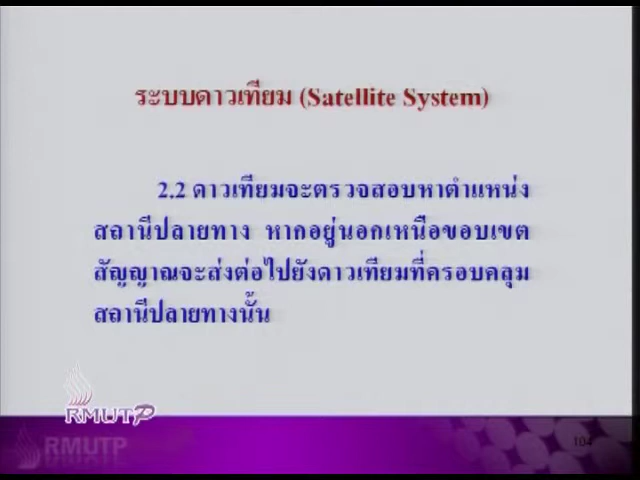 ระบบดาวเทียม (Satellite System)
2.2 ดาวเทียมจะตรวจสอบหาตำแหน่ง
สถานีปลายทาง หากอยู่นอกเหนือขอบเขต
สัญญาณจะส่งต่อไปยังดาวเทียมที่ครอบคลุม
สถานีปลายทางนั้น
RMUTP
RMUTP
104